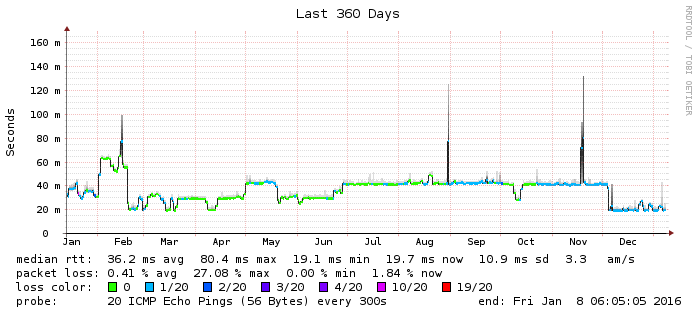 Last 360 Days
RRDTOOL / TOBI OETIKER
Seconds
160 m
140 m
120 m
100 m
80 m
60 m
40 m
20 m
0
Jan Feb Mar Apr May Jun Jul Aug Sep Oct Nov Dec
median rtt: 36.2 ms avg 80.4 ms max 19.1 ms min 19.7 ms now 10.9 ms sd 3.3 am/s
packet loss: 0.41 % avg 27.08 % max 0.00 % min 1.84 % now
loss color: 0 1/20 2/20 3/20 4/20 10/20 19/20
probe: 20 ICMP Echo Pings (56 Bytes) every 300s end: Fri Jan 8 06:05:05 2016